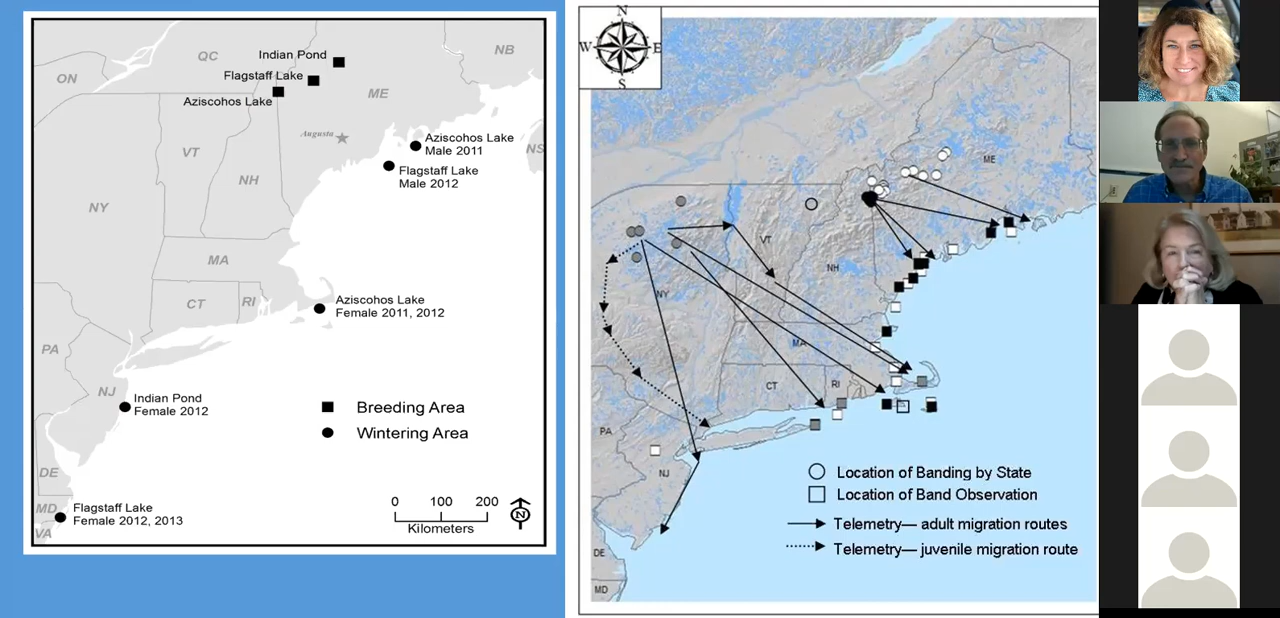 QC
NB
ON
Indian Pond
Flagstaff Lake
Aziscohos Lake
ME
Augusta
Aziscohos Lake
Male 2011
NS
VT
NH
Flagstaff Lake
Male 2012
NY
MA
CT
RI
Aziscohos Lake
Female 2011, 2012
PA
NJ
Indian Pond
Female 2012
Breeding Area
Wintering Area
DE
MD
VA
Flagstaff Lake
Female 2012, 2013
0 100 200
Kilometers
N
N
W E
S
ME
VT
NH
NY
MA
CT
RI
PA
NJ
DE
MD
Location of Banding by State
Location of Band Observation
Telemetry— adult migration routes
Telemetry— juvenile migration route